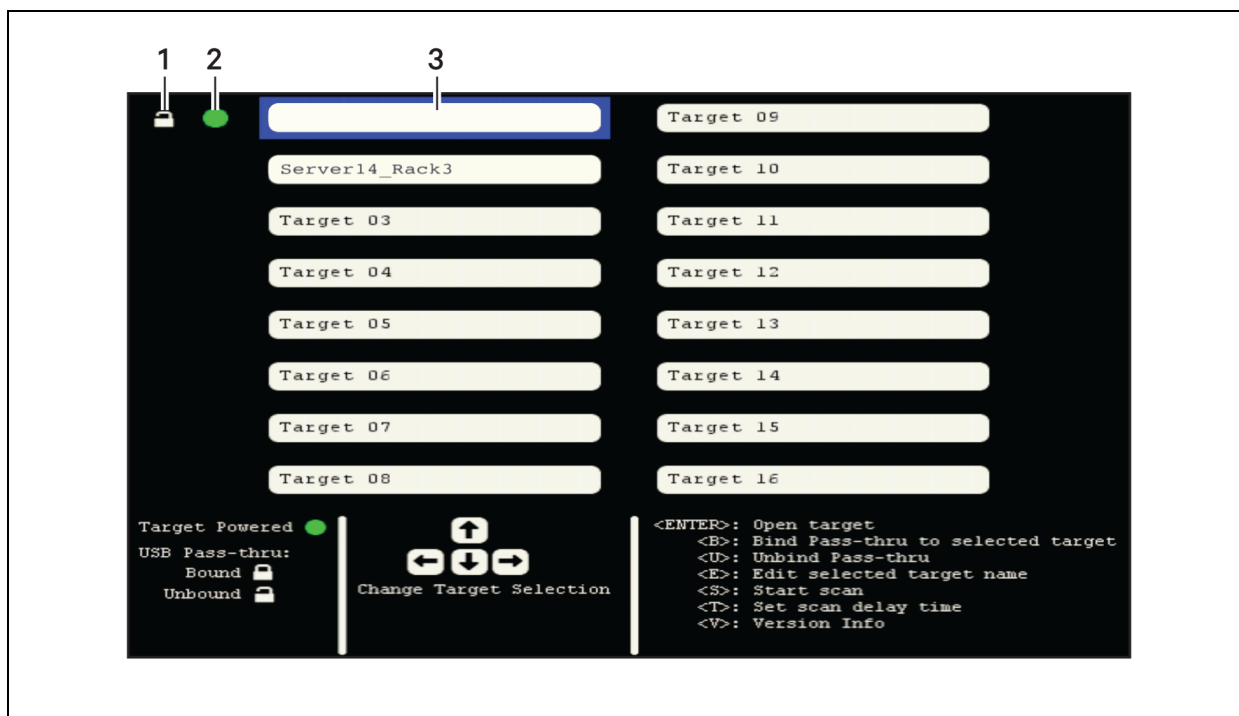 1 2 3
Target 09
Server14_Rack3
Target 10
Target 03
Target 11
Target 04
Target 12
Target 05
Target 13
Target 06
Target 14
Target 07
Target 15
Target 08
Target 16
Target Powered
USB Pass-thru:
Bound
Unbound
Change Target Selection
<ENTER>: Open target
<B>: Bind Pass-thru to selected target
<U>: Unbind Pass-thru
<E>: Edit selected target name
<S>: Start scan
<T>: Set scan delay time
<V>: Version Info